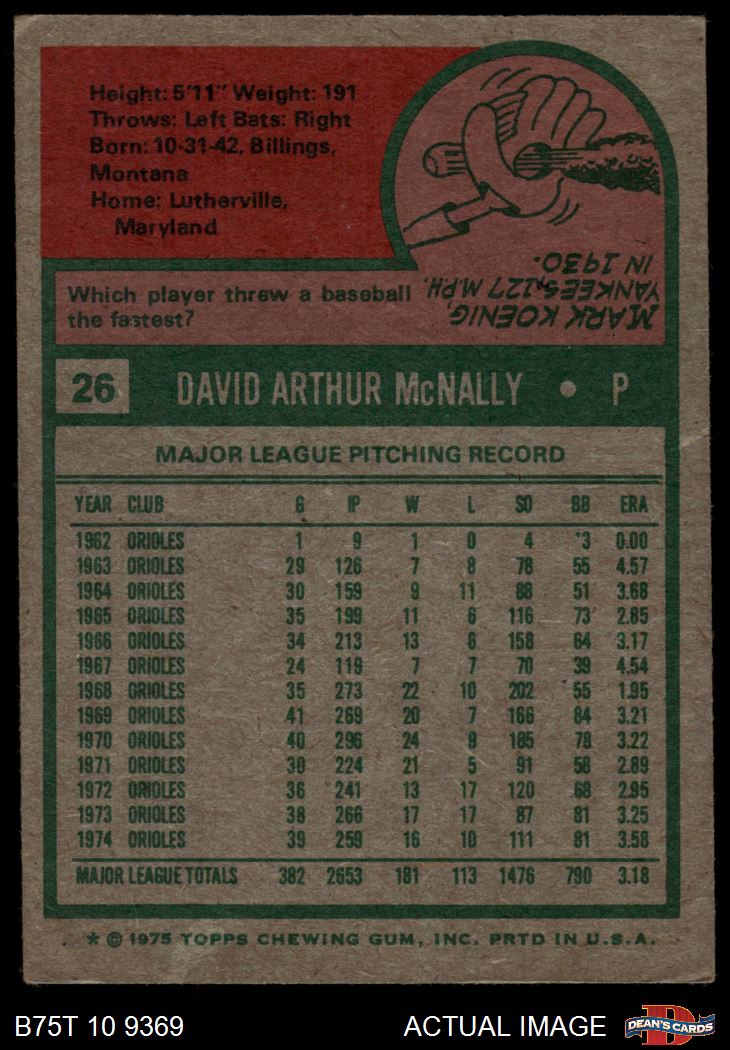 Height: 5'11" Weight: 191
Throws: Left Bats: Right
Born: 10-31-42, Billings,
Montana
Home: Lutherville,
Maryland
Which player threw a baseball
the fastest?
MARK KOENIG,
YANKEES, 127 M.P.H.
IN 1930.
26 DAVID ARTHUR McNALLY • P
MAJOR LEAGUE PITCHING RECORD
YEAR CLUB G IP W L SO BB ERA
1962 ORIOLES 1 9 1 0 4 3 0.00
1963 ORIOLES 29 126 7 8 78 55 4.57
1964 ORIOLES 30 159 9 11 88 51 3.68
1965 ORIOLES 35 199 11 6 116 73 2.85
1966 ORIOLES 34 213 13 6 158 64 3.17
1967 ORIOLES 24 119 7 7 70 39 4.54
1968 ORIOLES 35 273 22 10 202 55 1.95
1969 ORIOLES 41 269 20 7 166 84 3.21
1970 ORIOLES 40 296 24 9 185 78 3.22
1971 ORIOLES 30 224 21 5 91 58 2.89
1972 ORIOLES 36 241 13 17 120 68 2.95
1973 ORIOLES 38 266 17 17 87 81 3.25
1974 ORIOLES 39 259 16 10 111 81 3.58
MAJOR LEAGUE TOTALS 382 2653 181 113 1476 790 3.18
* © 1975 TOPPS CHEWING GUM, INC. PRTD IN U.S.A.
B75T 10 9369 ACTUAL IMAGE D DEAN'S CARDS